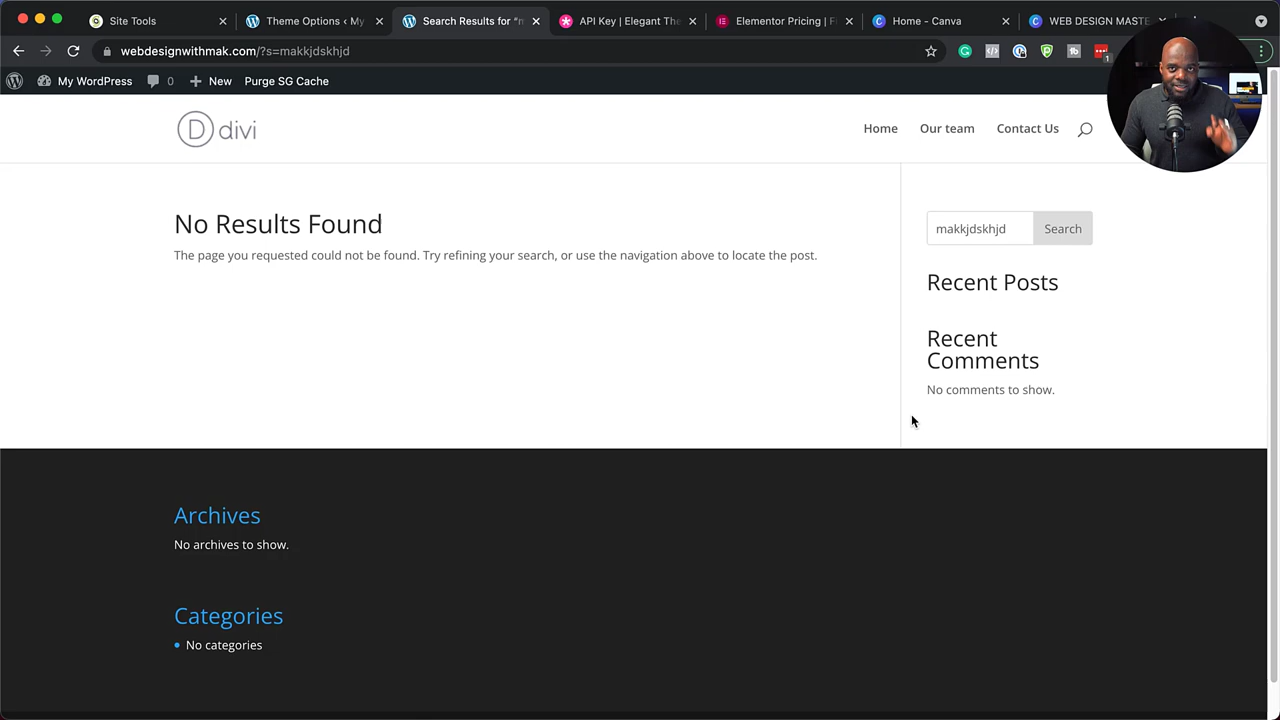 Site Tools
Theme Options ‹ My
Search Results for “m
API Key | Elegant The
Elementor Pricing | F
Home - Canva
WEB DESIGN MASTE
webdesignwithmak.com/?s=makkjdskhjd
1
My WordPress
0
New
Purge SG Cache
D divi
Home
Our team
Contact Us
No Results Found
The page you requested could not be found. Try refining your search, or use the navigation above to locate the post.
makkjdskhjd
Search
Recent Posts
Recent
Comments
No comments to show.
Archives
No archives to show.
Categories
No categories